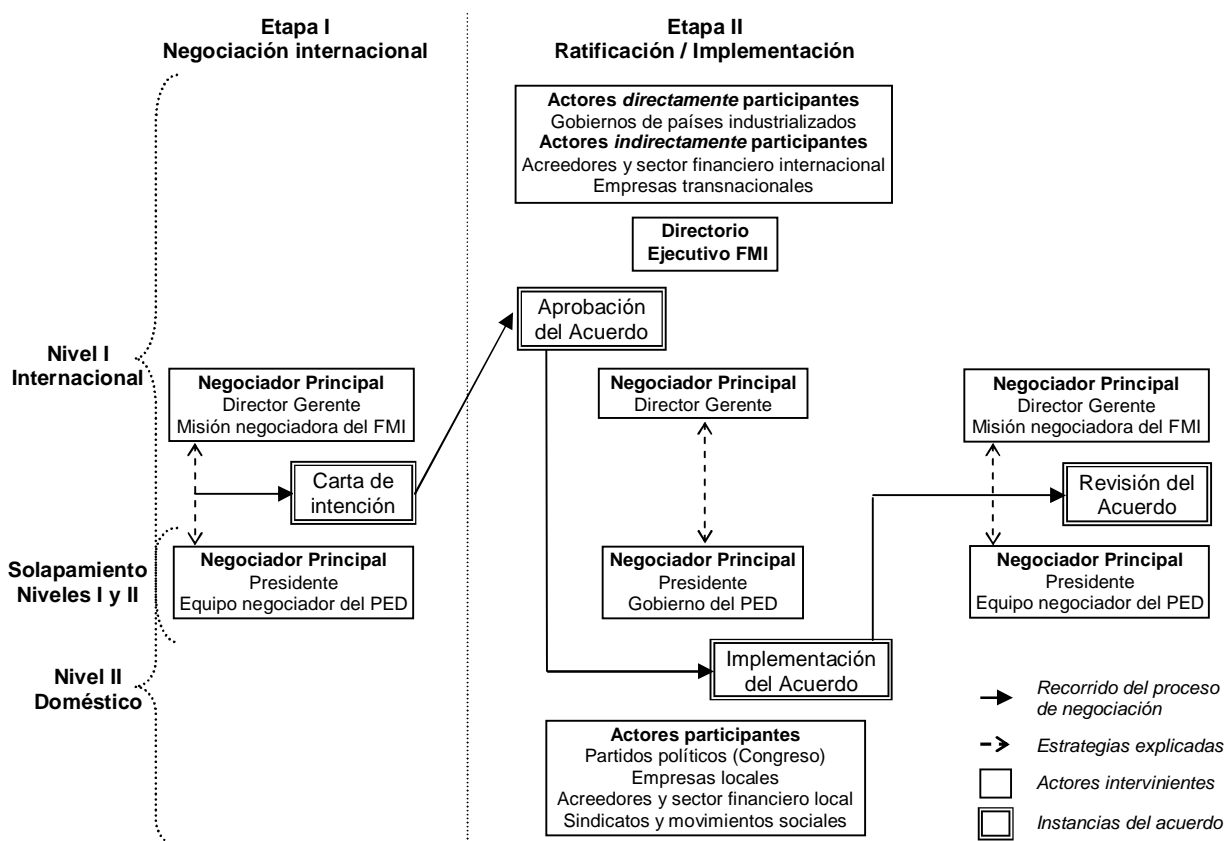 Etapa I
Negociación internacional
Etapa II
Ratificación / Implementación
Actores directamente participantes
Gobiernos de países industrializados
Actores indirectamente participantes
Acreedores y sector financiero internacional
Empresas transnacionales
Directorio
Ejecutivo FMI
Aprobación
del Acuerdo
Nivel I
Internacional
Negociador Principal
Director Gerente
Misión negociadora del FMI
Negociador Principal
Director Gerente
Negociador Principal
Director Gerente
Misión negociadora del FMI
Carta de
intención
Revisión del
Acuerdo
Solapamiento
Niveles I y II
Negociador Principal
Presidente
Equipo negociador del PED
Negociador Principal
Presidente
Gobierno del PED
Negociador Principal
Presidente
Equipo negociador del PED
Nivel II
Doméstico
Implementación
del Acuerdo
Actores participantes
Partidos políticos (Congreso)
Empresas locales
Acreedores y sector financiero local
Sindicatos y movimientos sociales
Recorrido del proceso
de negociación
Estrategias explicadas
Actores intervinientes
Instancias del acuerdo